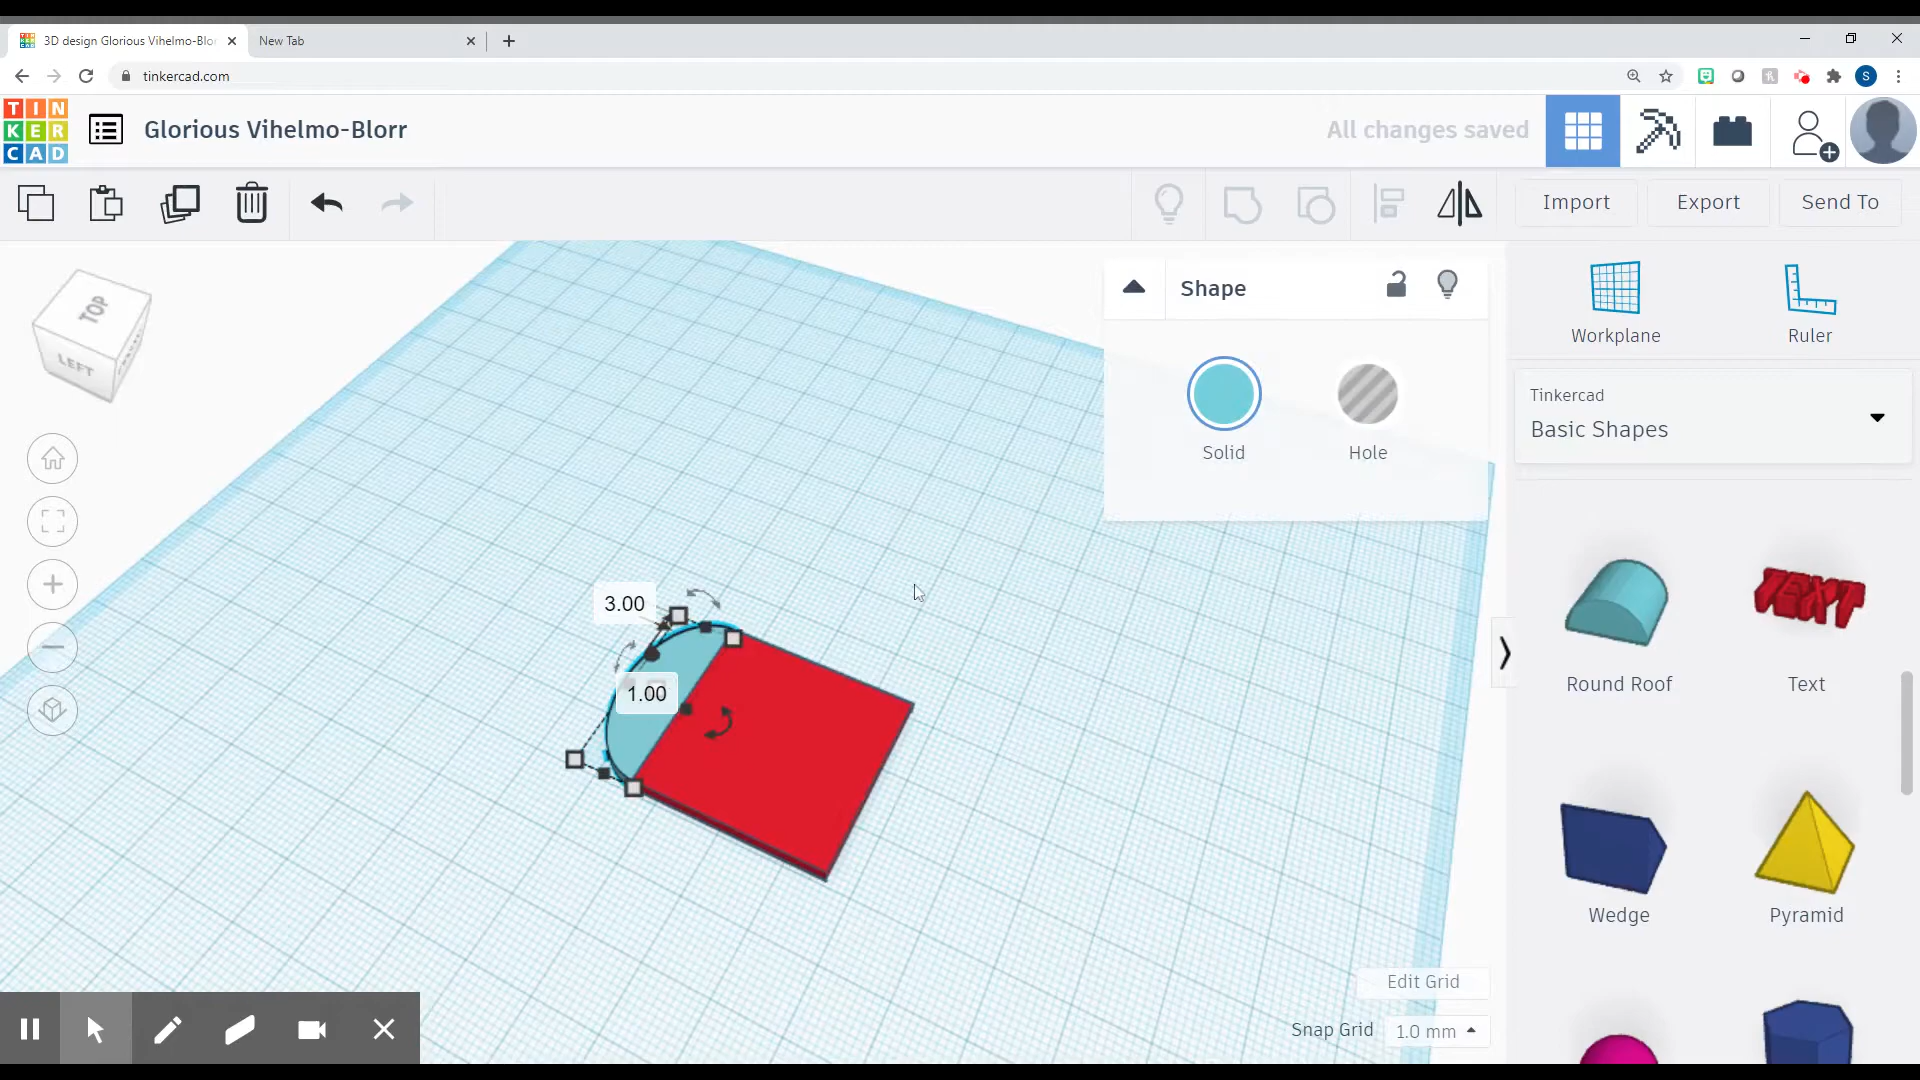 3D design Glorious Vihelmo-Blor
New Tab
tinkercad.com
S
TIN
KER
CAD
Glorious Vihelmo-Blorr
All changes saved
Import
Export
Send To
TOP
LEFT
Shape
Solid
Hole
Workplane
Ruler
Tinkercad
Basic Shapes
3.00
1.00
TEXT
Round Roof
Text
Wedge
Pyramid
Edit Grid
Snap Grid
1.0 mm